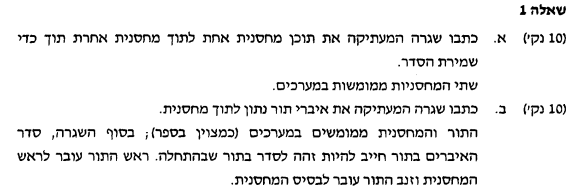 שאלה 1
(10 נקי) א. כתבו שגרה המעתיקה את תוכן מחסנית אחת לתוך מחסנית אחרת תוך כדי
שמירת הסדר.
שתי המחסניות ממומשות במערכים.
(10 נקי) ב. כתבו שגרה המעתיקה את איברי תור נתון לתוך מחסנית.
התור והמחסנית ממומשים במערכים (כמצוין בספר); בסוף השגרה, סדר
האיברים בתור חייב להיות זהה לסדר בתור שבהתחלה. ראש התור עובר לראש
המחסנית וזנב התור עובר לבסיס המחסנית.